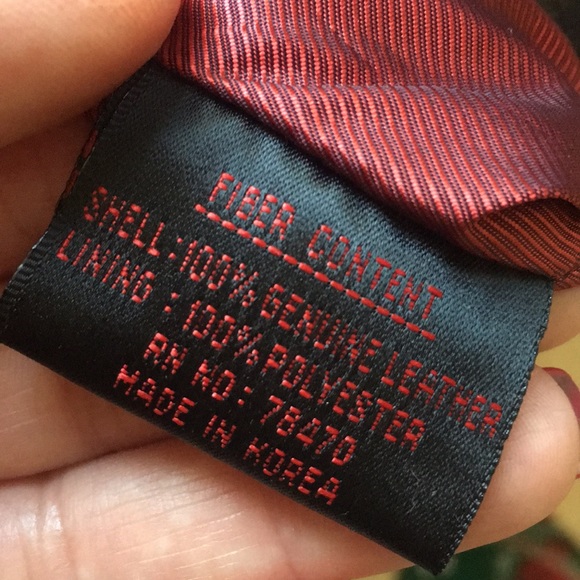 FIBER CONTENT
SHELL:100% GENUINE LEATHER
LINING :100% POLYESTER
RN NO: 78470
MADE IN KOREA